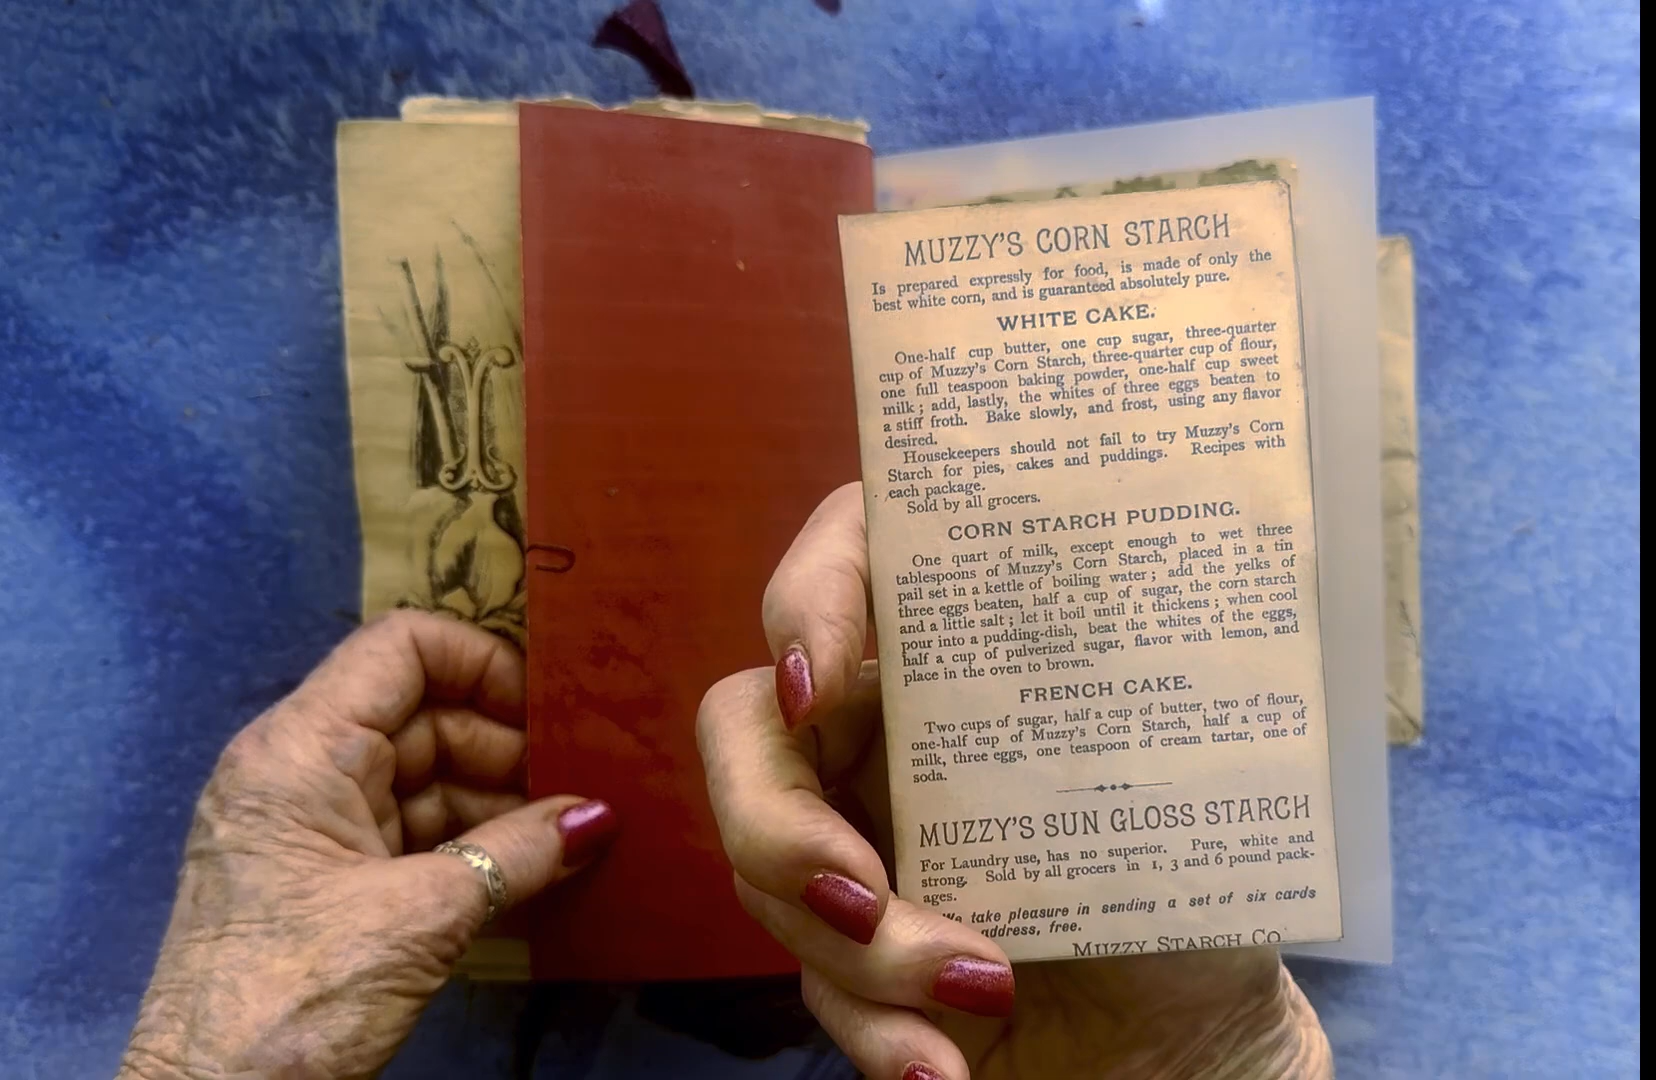 MUZZY'S CORN STARCH
Is prepared expressly for food, is made of only the
best white corn, and is guaranteed absolutely pure.
WHITE CAKE.
One-half cup butter, one cup sugar, three-quarter
cup of Muzzy's Corn Starch, three-quarter cup of flour,
one full teaspoon baking powder, one-half cup sweet
milk; add, lastly, the whites of three eggs beaten to
a stiff froth. Bake slowly, and frost, using any flavor
desired.
Housekeepers should not fail to try Muzzy's Corn
Starch for pies, cakes and puddings. Recipes with
each package.
Sold by all grocers.
CORN STARCH PUDDING.
One quart of milk, except enough to wet three
tablespoons of Muzzy's Corn Starch, placed in a tin
pail set in a kettle of boiling water; add the yelks of
three eggs beaten, half a cup of sugar, the corn starch
and a little salt; let it boil until it thickens; when cool
pour into a pudding-dish, beat the whites of the eggs,
half a cup of pulverized sugar, flavor with lemon, and
place in the oven to brown.
FRENCH CAKE.
Two cups of sugar, half a cup of butter, two of flour,
one-half cup of Muzzy's Corn Starch, half a cup of
milk, three eggs, one teaspoon of cream tartar, one of
soda.
MUZZY'S SUN GLOSS STARCH
For Laundry use, has no superior. Pure, white and
strong. Sold by all grocers in 1, 3 and 6 pound pack-
ages.
We take pleasure in sending a set of six cards
address, free.
MUZZY STARCH CO.